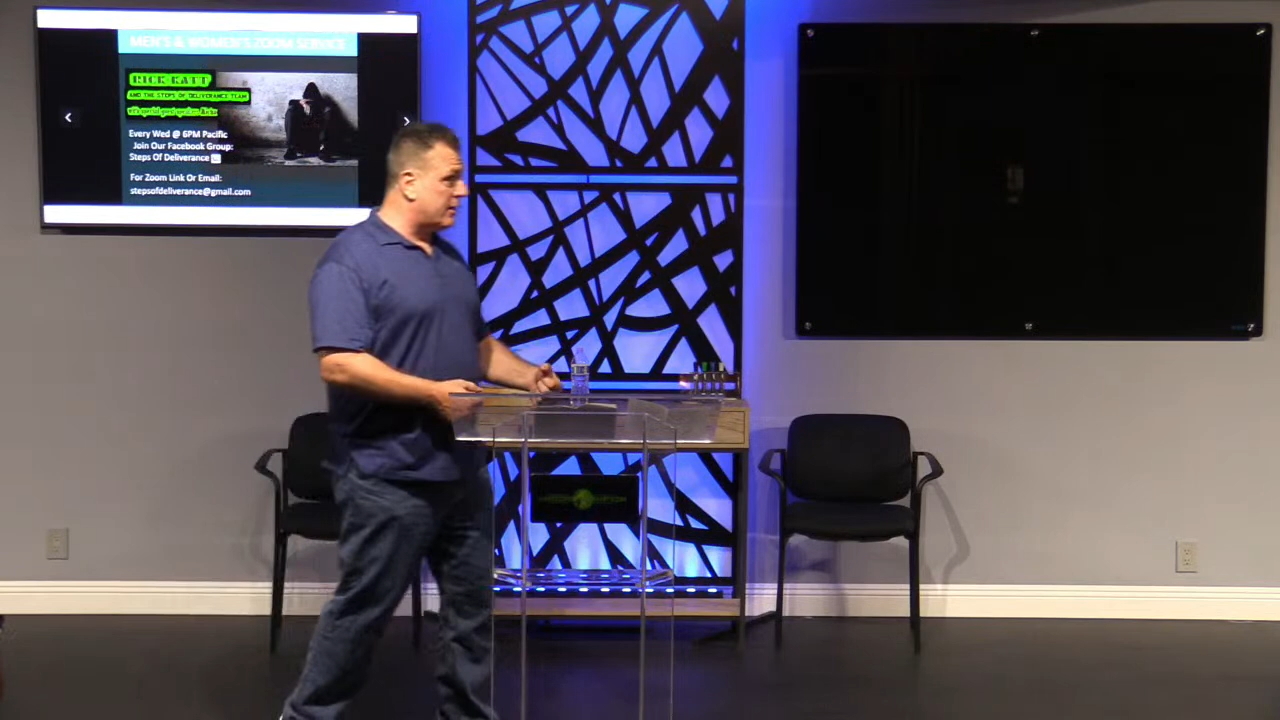 MEN'S & WOMEN'S ZOOM SERVICE
RICK RATT
AND THE STEPS OF DELIVERANCE TEAM
Every Wed @ 6PM Pacific
Join Our Facebook Group:
Steps Of Deliverance
For Zoom Link Or Email:
stepsofdeliverance@gmail.com